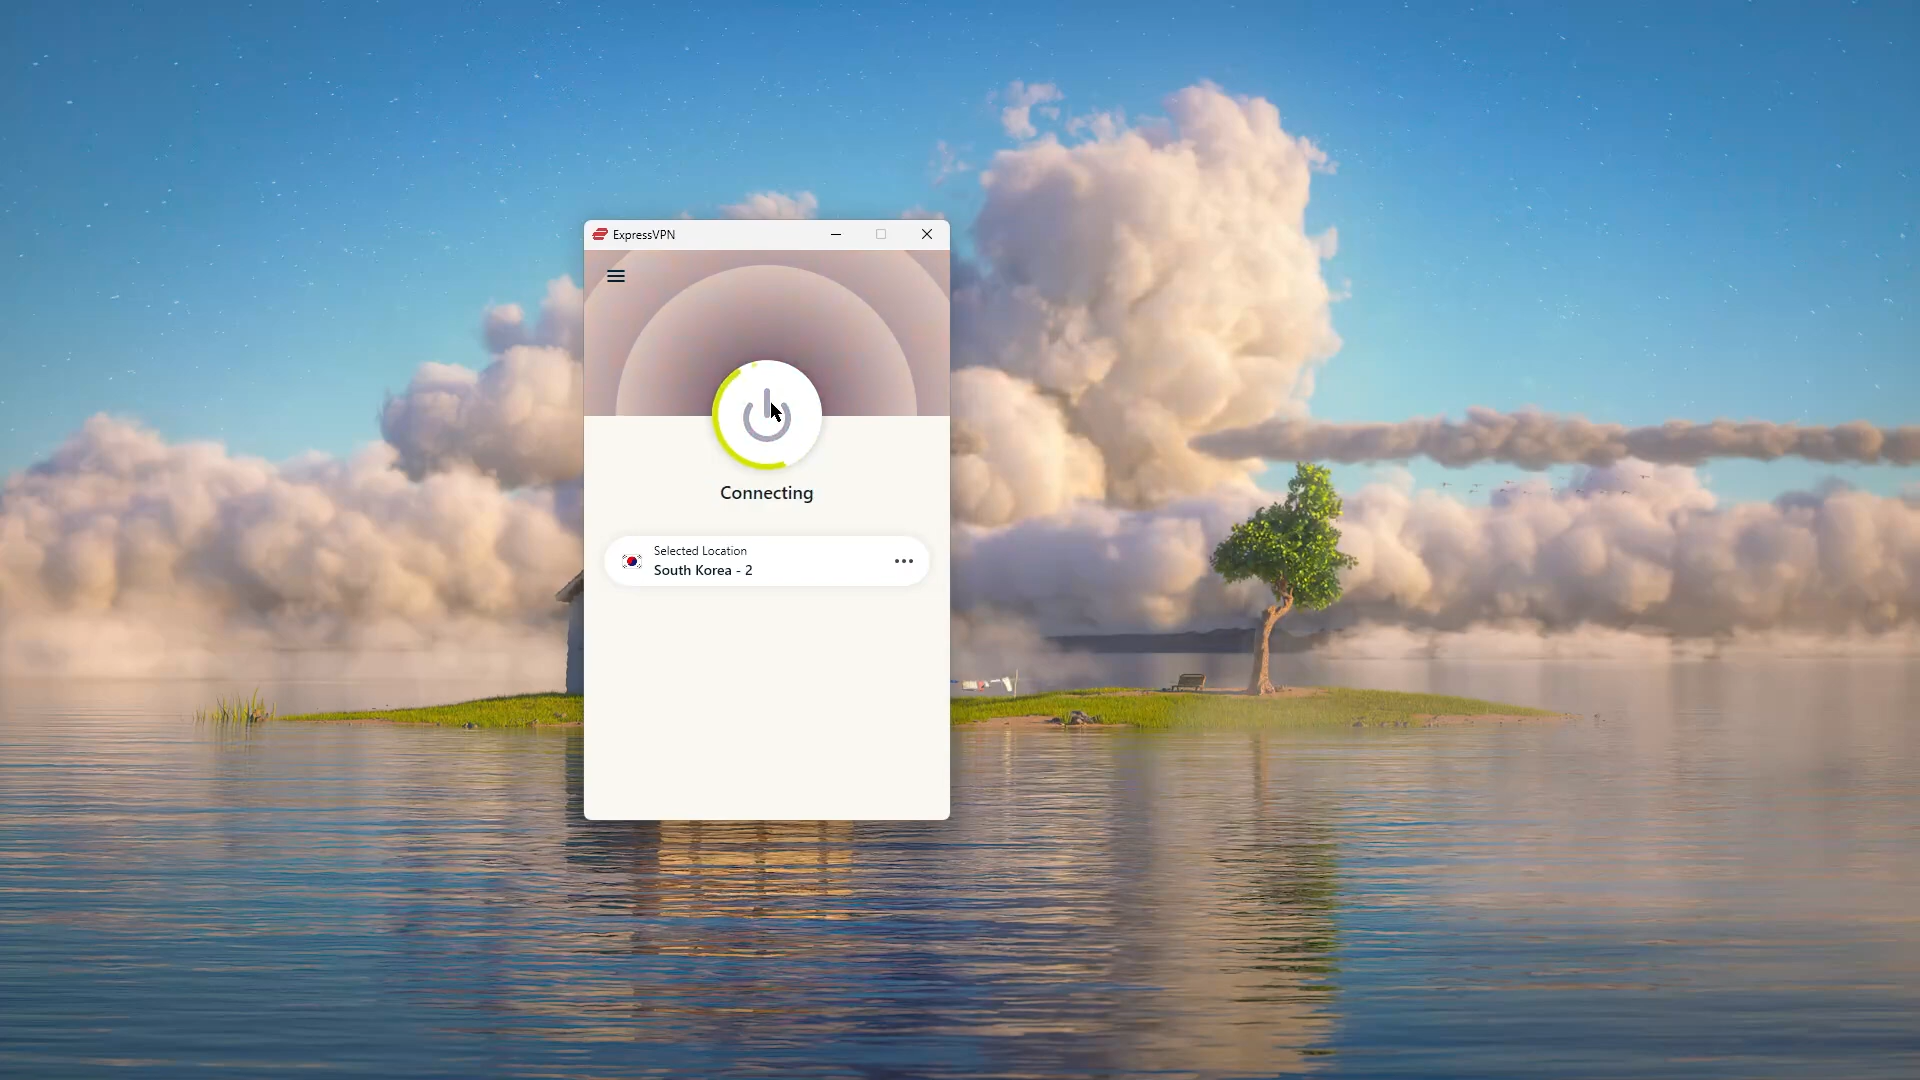 ExpressVPN
Connecting
Selected Location
South Korea - 2